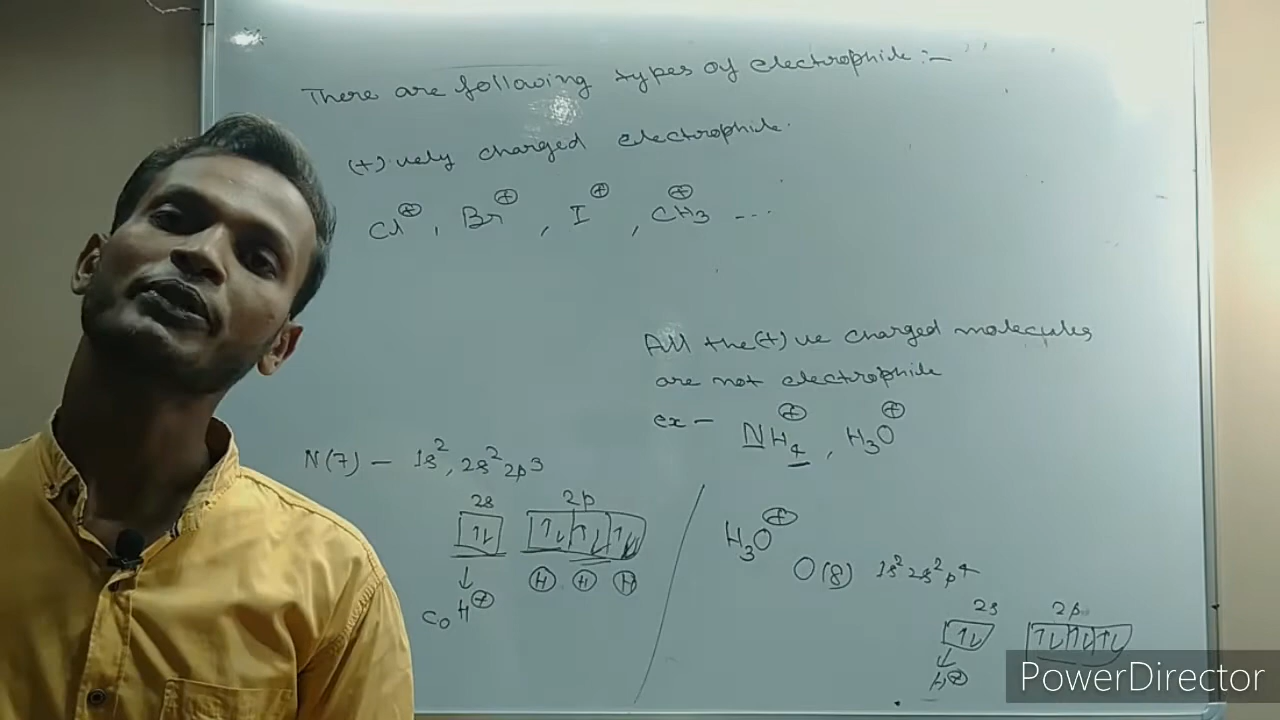 There are following types of electrophile :-
(+)vely charged electrophile.
Cl⊕, Br⊕, I⊕, CH3⊕ ---
All the (+)ve charged molecules
are not electrophile
ex - NH4⊕, H3O⊕
N(7) - 1s², 2s² 2p³
2s 2p
↑↓ ↑↓ ↑↓ ↑↓
H H H
↓
Co H⊕
H3O⊕
O(8) 1s² 2s² p⁴
2s 2p
↑↓ ↑↓ ↑↓ ↑↓
↓
H⊕
PowerDirector